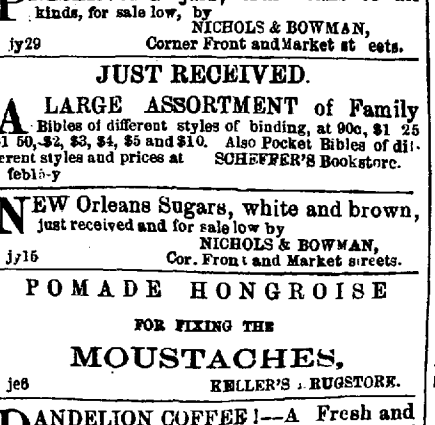 kinds, for sale low, by
NICHOLS & BOWMAN,
jy29 Corner Front and Market st eets.
JUST RECEIVED.
A LARGE ASSORTMENT of Family
Bibles of different styles of binding, at 90c, $1 25
1 50, $2, $3, $4, $5 and $10. Also Pocket Bibles of dif-
erent styles and prices at SCHEFFER'S Bookstore.
feb15-y
NEW Orleans Sugars, white and brown,
just received and for sale low by
NICHOLS & BOWMAN,
jy15 Cor. Front and Market streets.
POMADE HONGROISE
FOR FIXING THE
MOUSTACHES,
je6 KELLER'S RUGSTORE.
DANDELION COFFEE!—A Fresh and